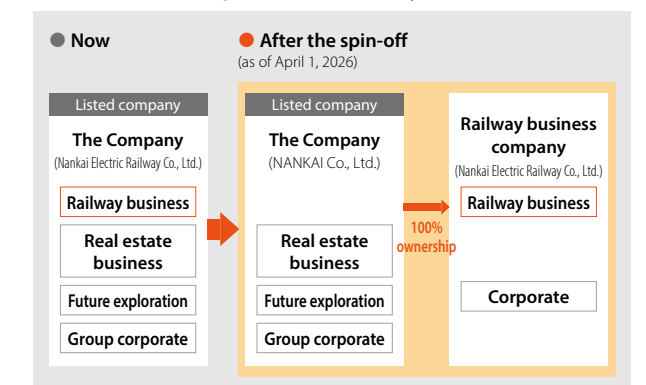 Now
After the spin-off
(as of April 1, 2026)
Listed company
The Company
(Nankai Electric Railway Co., Ltd.)
Railway business
Real estate
business
Future exploration
Group corporate
Listed company
The Company
(NANKAI Co., Ltd.)
Real estate
business
Future exploration
Group corporate
100%
ownership
Railway business
company
(Nankai Electric Railway Co., Ltd.)
Railway business
Corporate